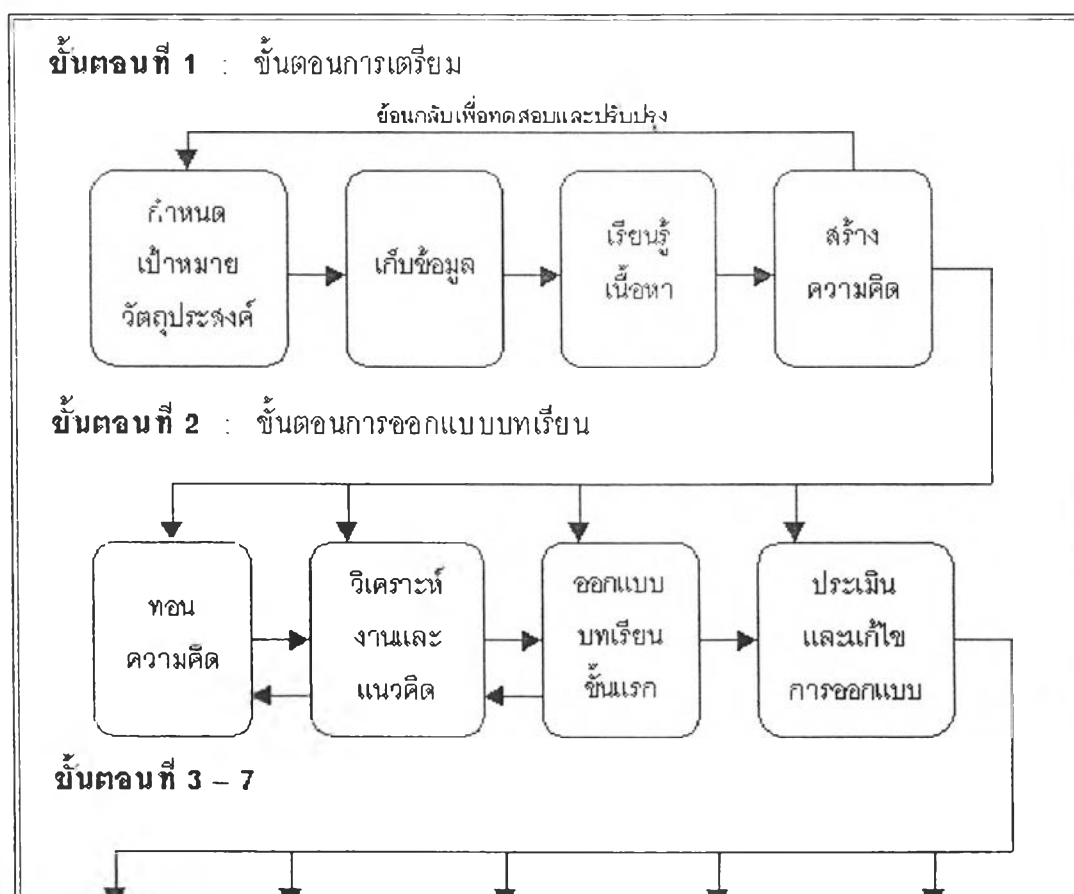 ขั้นตอนที่ 1 : ขั้นตอนการเตรียม
ย้อนกลับเพื่อทดสอบและปรับปรุง
กำหนด
เป้าหมาย
วัตถุประสงค์
เก็บข้อมูล
เรียนรู้
เนื้อหา
สร้าง
ความคิด
ขั้นตอนที่ 2 : ขั้นตอนการออกแบบบทเรียน
ทอน
ความคิด
วิเคราะห์
งานและ
แนวคิด
ออกแบบ
บทเรียน
ขั้นแรก
ประเมิน
และแก้ไข
การออกแบบ
ขั้นตอนที่ 3 – 7